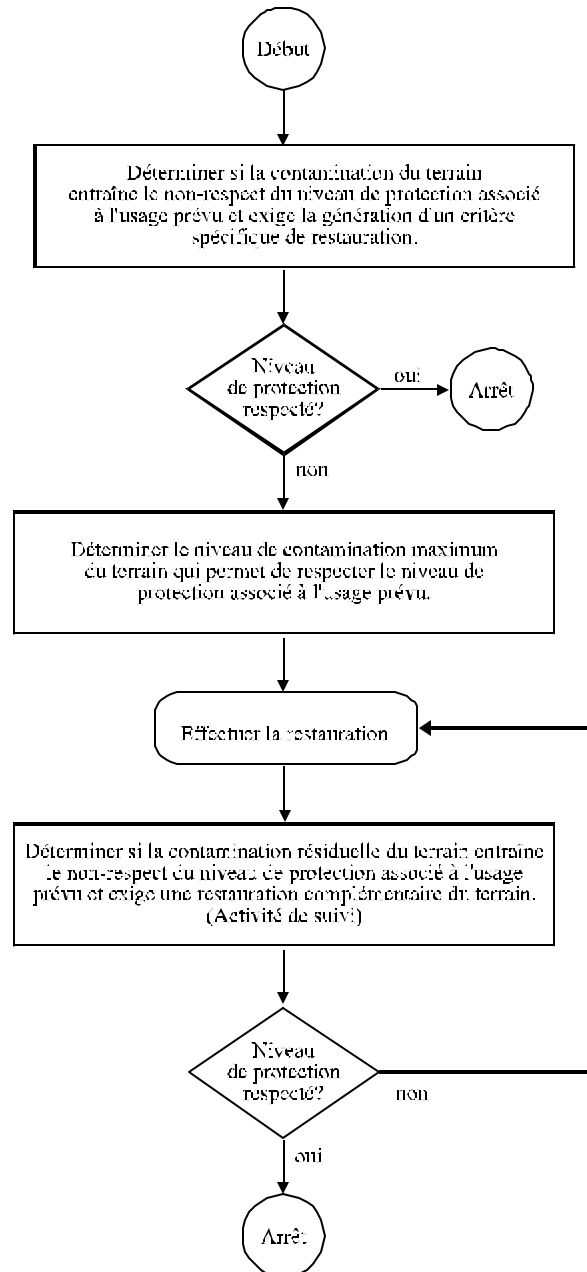 Début
Déterminer si la contamination du terrain
entraîne le non-respect du niveau de protection associé
à l'usage prévu et exige la génération d'un critère
spécifique de restauration.
Niveau
de protection
respecté?
oui
Arrêt
non
Déterminer le niveau de contamination maximum
du terrain qui permet de respecter le niveau de
protection associé à l'usage prévu.
Effectuer la restauration
Déterminer si la contamination résiduelle du terrain entraîne
le non-respect du niveau de protection associé à l'usage
prévu et exige une restauration complémentaire du terrain.
(Activité de suivi)
Niveau
de protection
respecté?
non
oui
Arrêt